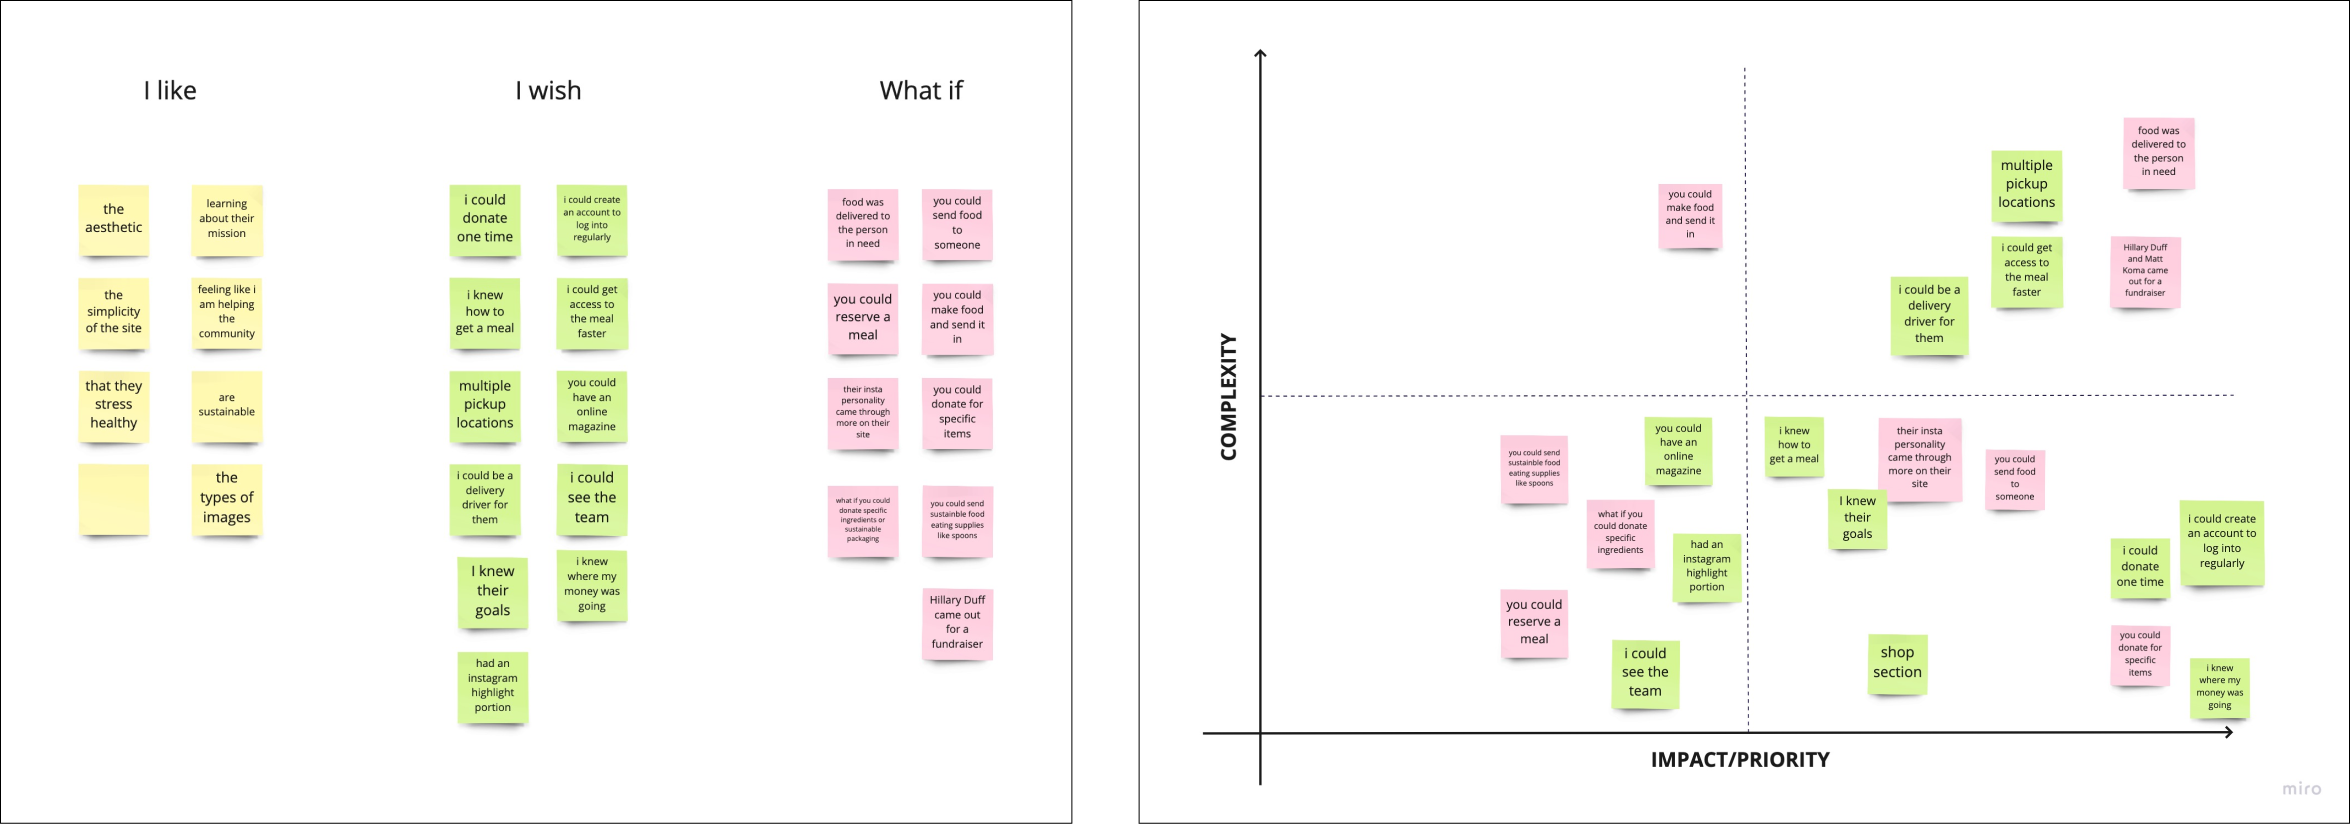 I like
the
aesthetic
learning
about their
mission
the
simplicity
of the site
feeling like i
am helping
the
community
that they
stress
healthy
are
sustainable
the
types of
images
I wish
i could
donate
one time
i could create
an account to
log into
regularly
i knew
how to
get a meal
i could get
access to
the meal
faster
multiple
pickup
locations
you could
have an
online
magazine
i could be a
delivery
driver for
them
i could
see the
team
I knew
their
goals
i knew
where my
money was
going
had an
instagram
highlight
portion
What if
food was
delivered to
the person
in need
you could
send food
to
someone
you could
reserve a
meal
you could
make food
and send it
in
their insta
personality
came through
more on their
site
you could
donate for
specific
items
what if you could
donate specific
ingredients or
sustainable
packaging
you could send
sustainble food
eating supplies
like spoons
Hillary Duff
came out
for a
fundraiser
COMPLEXITY
you could
make food
and send it
in
multiple
pickup
locations
food was
delivered to
the person
in need
i could be a
delivery
driver for
them
i could get
access to
the meal
faster
Hillary Duff
and Matt
Koma came
out for a
fundraiser
you could send
sustainble food
eating supplies
like spoons
you could
have an
online
magazine
what if you
could donate
specific
ingredients
had an
instagram
highlight
portion
you could
reserve a
meal
i could
see the
team
i knew
how to
get a meal
their insta
personality
came through
more on their
site
you could
send food
to
someone
I knew
their
goals
i could
donate
one time
i could create
an account to
log into
regularly
shop
section
you could
donate for
specific
items
i knew
where my
money was
going
IMPACT/PRIORITY
miro